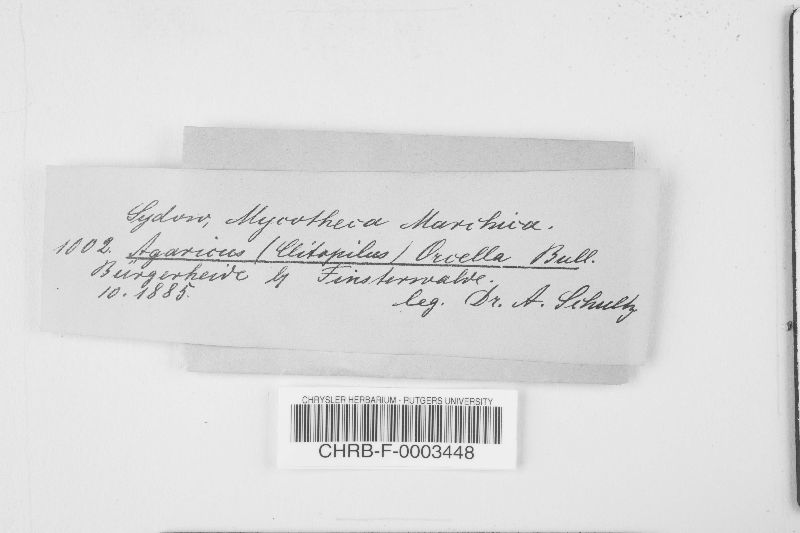 Sydow, Mycotheca Marchica.
1002. Agaricus (Clitopilus) Orcella Bull.
Bürgerheide b/ Finsterwalde.
10. 1885. leg. Dr. A. Schultz
CHRYSLER HERBARIUM - RUTGERS UNIVERSITY
CHRB-F-0003448